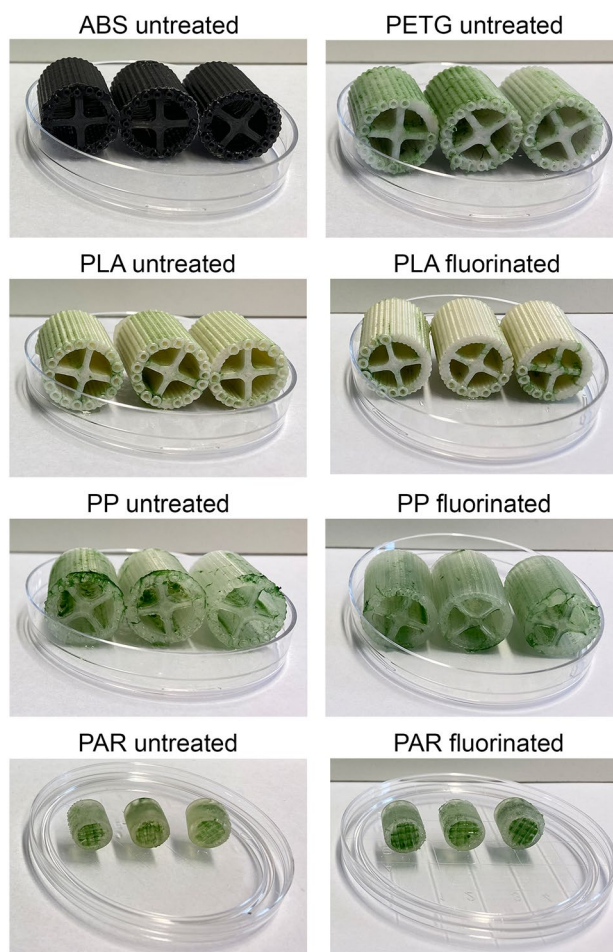 ABS untreated
PETG untreated
PLA untreated
PLA fluorinated
PP untreated
PP fluorinated
PAR untreated
PAR fluorinated